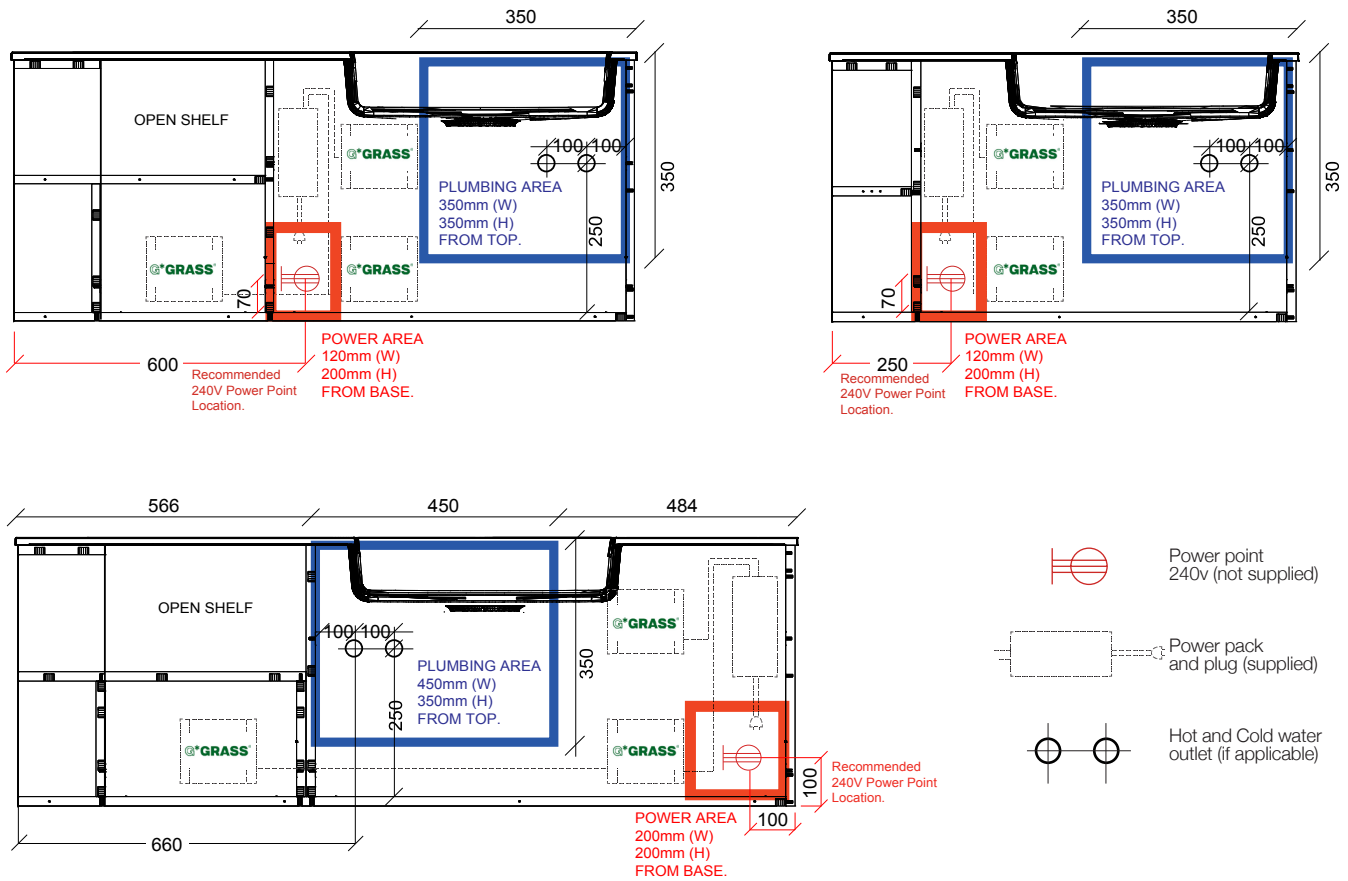 350
OPEN SHELF
G*GRASS®
100 100
350
PLUMBING AREA
350mm (W)
350mm (H)
FROM TOP.
250
G*GRASS®
G*GRASS®
70
600
Recommended
240V Power Point
Location.
POWER AREA
120mm (W)
200mm (H)
FROM BASE.
350
G*GRASS®
100 100
350
PLUMBING AREA
350mm (W)
350mm (H)
FROM TOP.
250
G*GRASS®
70
250
Recommended
240V Power Point
Location.
POWER AREA
120mm (W)
200mm (H)
FROM BASE.
566 450 484
OPEN SHELF
100 100
G*GRASS®
350
PLUMBING AREA
450mm (W)
350mm (H)
FROM TOP.
250
G*GRASS®
G*GRASS®
100
Recommended
240V Power Point
Location.
100
POWER AREA
200mm (W)
200mm (H)
FROM BASE.
660
Power point
240v (not supplied)
Power pack
and plug (supplied)
Hot and Cold water
outlet (if applicable)